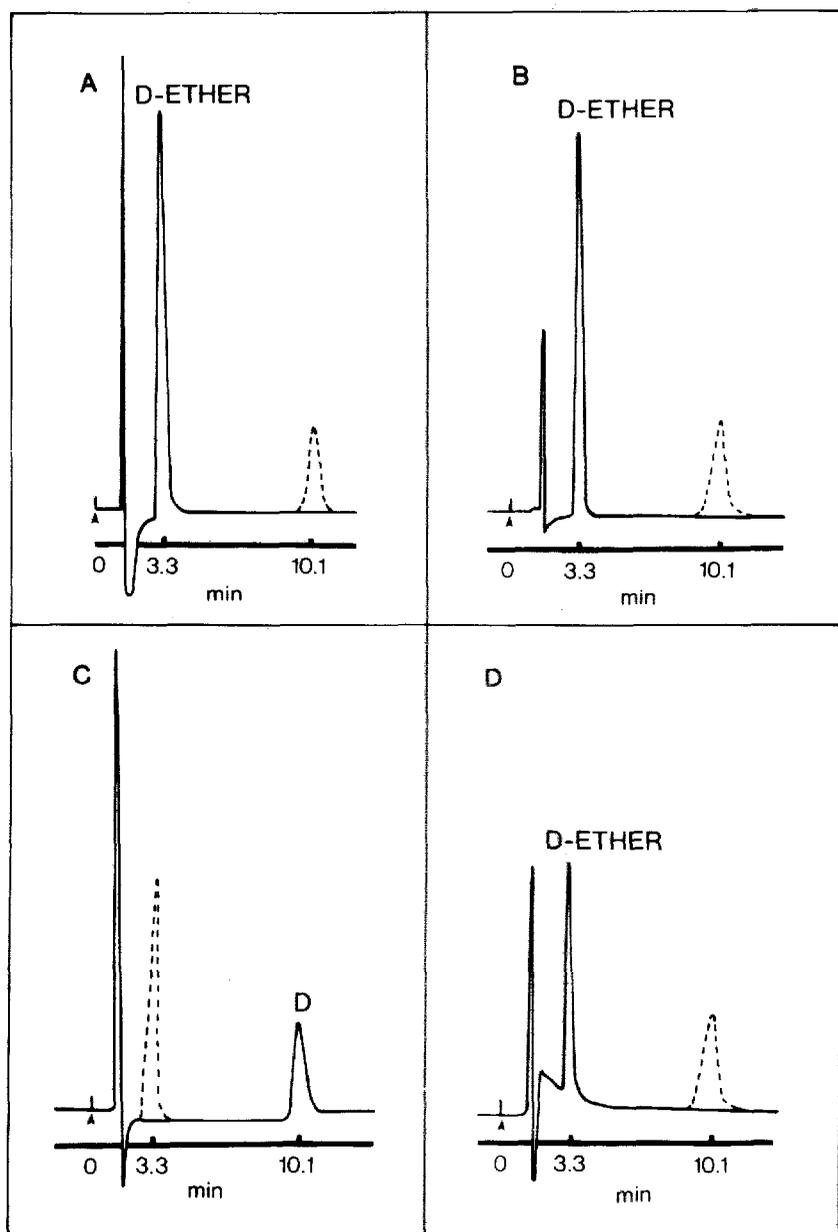 A
D-ETHER
0 3.3 10.1
min
B
D-ETHER
0 3.3 10.1
min
C
D
0 3.3 10.1
min
D
D-ETHER
0 3.3 10.1
min